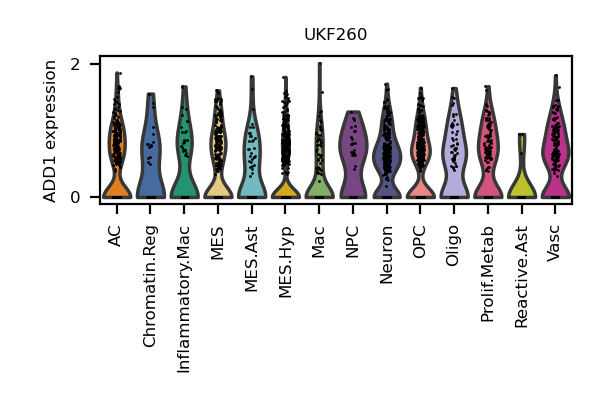 UKF260
ADD1 expression
2
0
AC
Chromatin.Reg
Inflammatory.Mac
MES
MES.Ast
MES.Hyp
Mac
NPC
Neuron
OPC
Oligo
Prolif.Metab
Reactive.Ast
Vasc